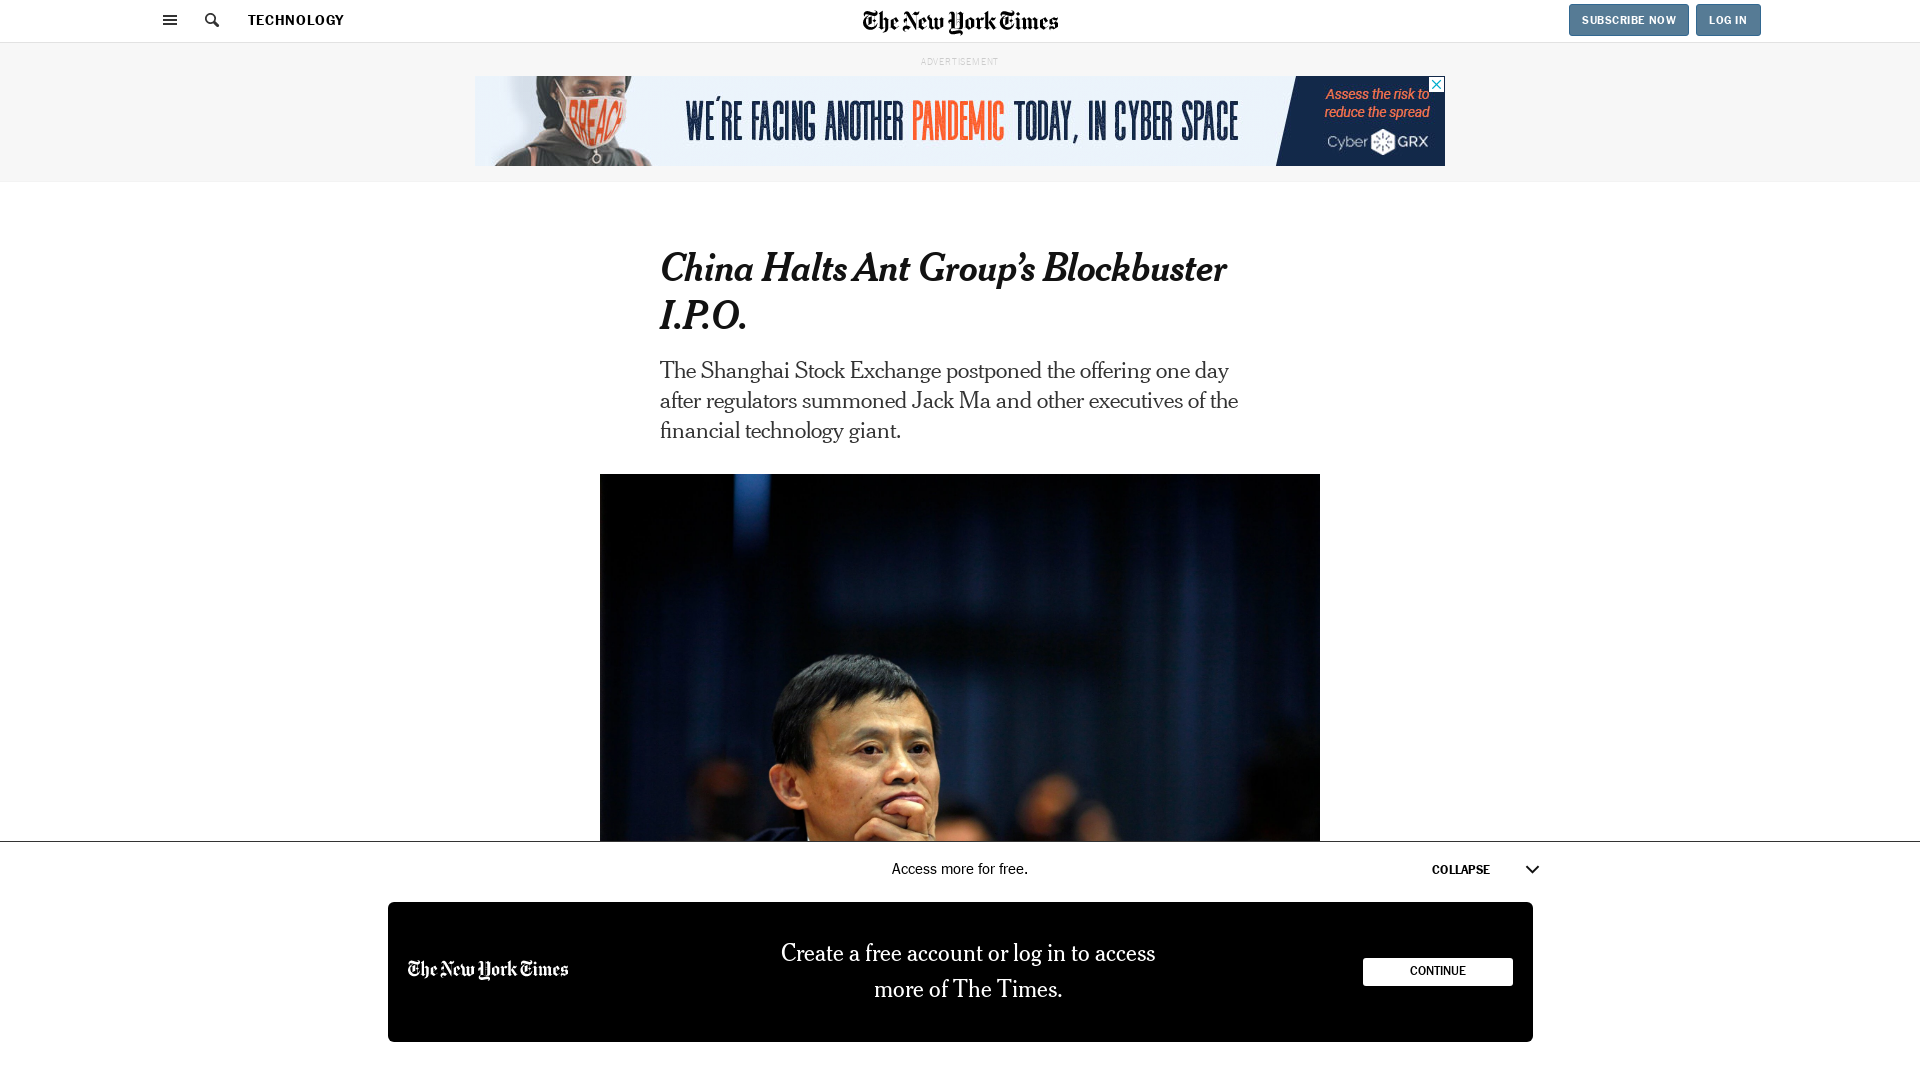 TECHNOLOGY
The New York Times
SUBSCRIBE NOW
LOG IN
ADVERTISEMENT
BREACH
WE'RE FACING ANOTHER PANDEMIC TODAY, IN CYBER SPACE
Assess the risk to
reduce the spread
CyberGRX
China Halts Ant Group’s Blockbuster
I.P.O.
The Shanghai Stock Exchange postponed the offering one day
after regulators summoned Jack Ma and other executives of the
financial technology giant.
Access more for free.
COLLAPSE
The New York Times
Create a free account or log in to access
more of The Times.
CONTINUE